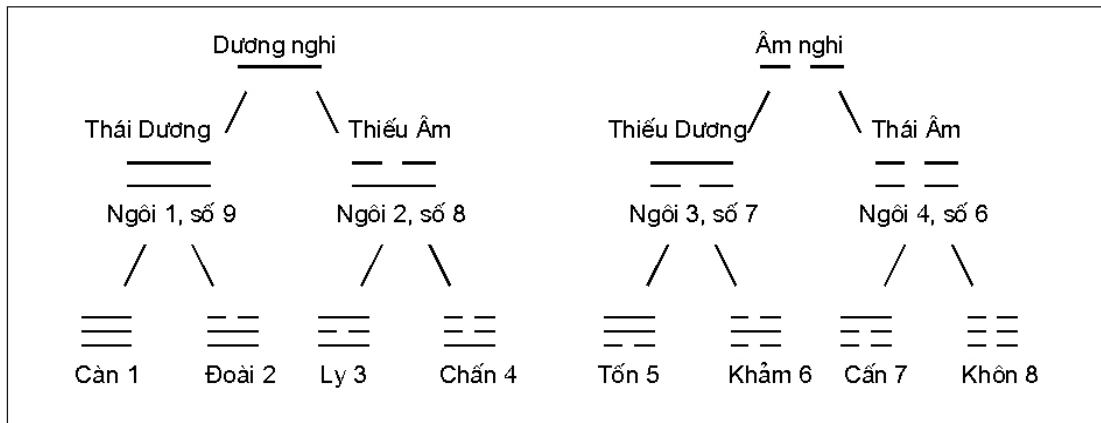 Dương nghi Âm nghi
Thái Dương Thiếu Âm Thiếu Dương Thái Âm
Ngôi 1, số 9 Ngôi 2, số 8 Ngôi 3, số 7 Ngôi 4, số 6
Càn 1 Đoài 2 Ly 3 Chấn 4 Tốn 5 Khảm 6 Cấn 7 Khôn 8